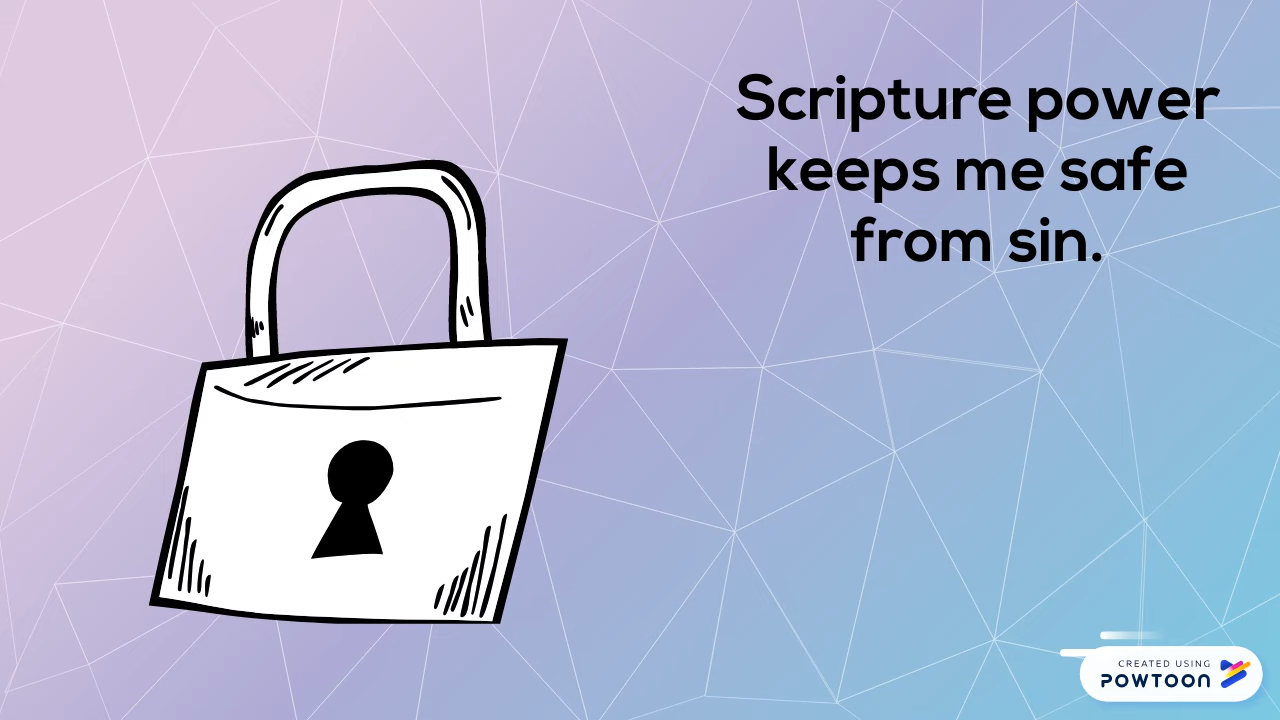 Scripture power
keeps me safe
from sin.
CREATED USING
POWTOON